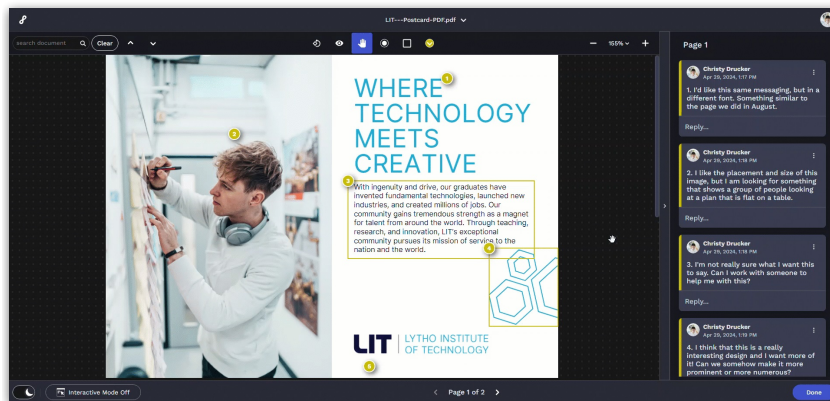 LIT---Postcard-PDF.pdf
search document
Clear
155%
Page 1
WHERE
TECHNOLOGY
MEETS
CREATIVE
With ingenuity and drive, our graduates have
invented fundamental technologies, launched new
industries, and created millions of jobs. Our
community gains tremendous strength as a magnet
for talent from around the world. Through teaching,
research, and innovation, LIT's exceptional
community pursues its mission of service to the
nation and the world.
1
2
3
4
5
LIT
LYTHO INSTITUTE
OF TECHNOLOGY
Christy Drucker
Apr 29, 2024, 1:17 PM
1. I'd like this same messaging, but in a
different font. Something similar to
the page we did in August.
Reply...
Christy Drucker
Apr 29, 2024, 1:18 PM
2. I like the placement and size of this
image, but I am looking for something
that shows a group of people looking
at a plan that is flat on a table.
Reply...
Christy Drucker
Apr 29, 2024, 1:18 PM
3. I'm not really sure what I want this
to say. Can I work with someone to
help me with this?
Reply...
Christy Drucker
Apr 29, 2024, 1:19 PM
4. I think that this is a really
interesting design and I want more of
it! Can we somehow make it more
prominent or more numerous?
Interactive Mode Off
Page 1 of 2
Done